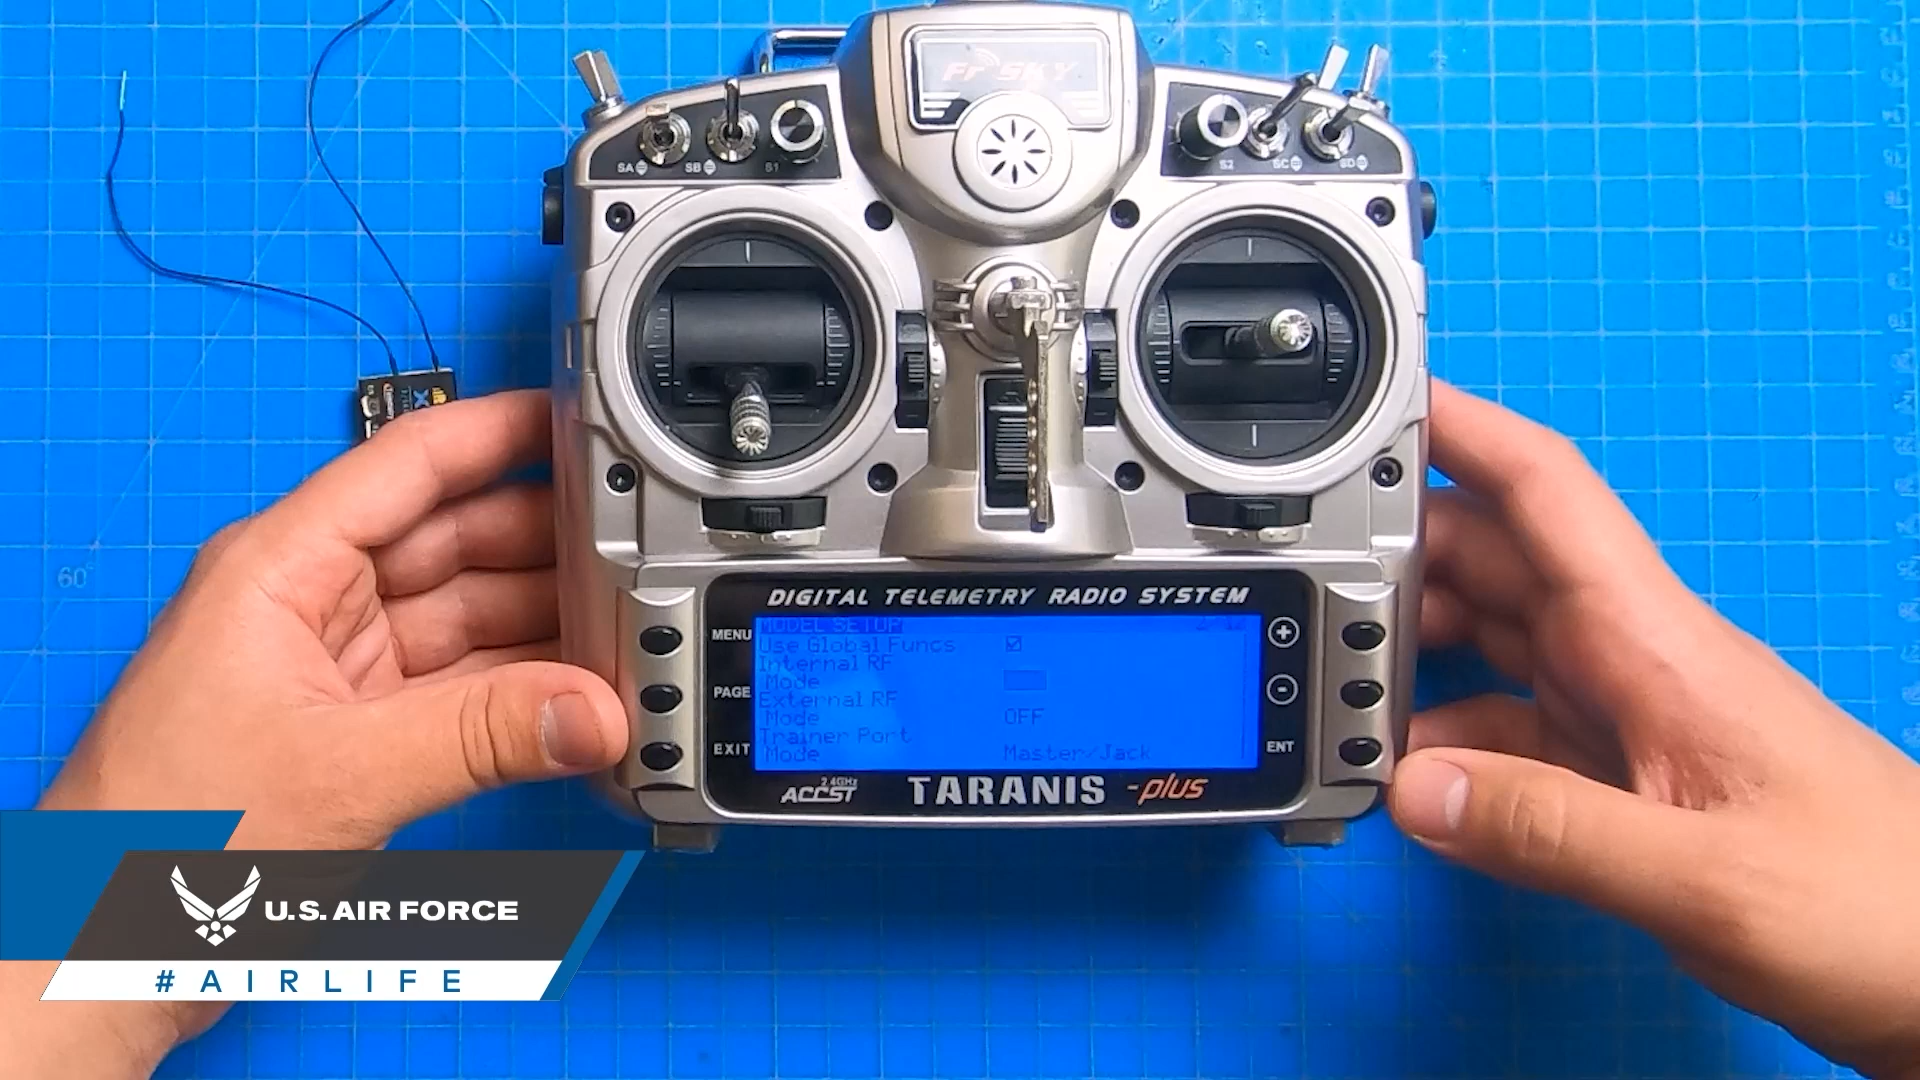 FrSKY
SA SB S1
S2 SC SD
60°
DIGITAL TELEMETRY RADIO SYSTEM
MENU
PAGE
EXIT
MODEL SETUP
Use Global Funcs
Internal RF
Mode
External RF
Mode OFF
Trainer Port
Mode Master/Jack
ENT
2.4GHz
ACCST TARANIS -plus
U.S. AIR FORCE
#AIRLIFE